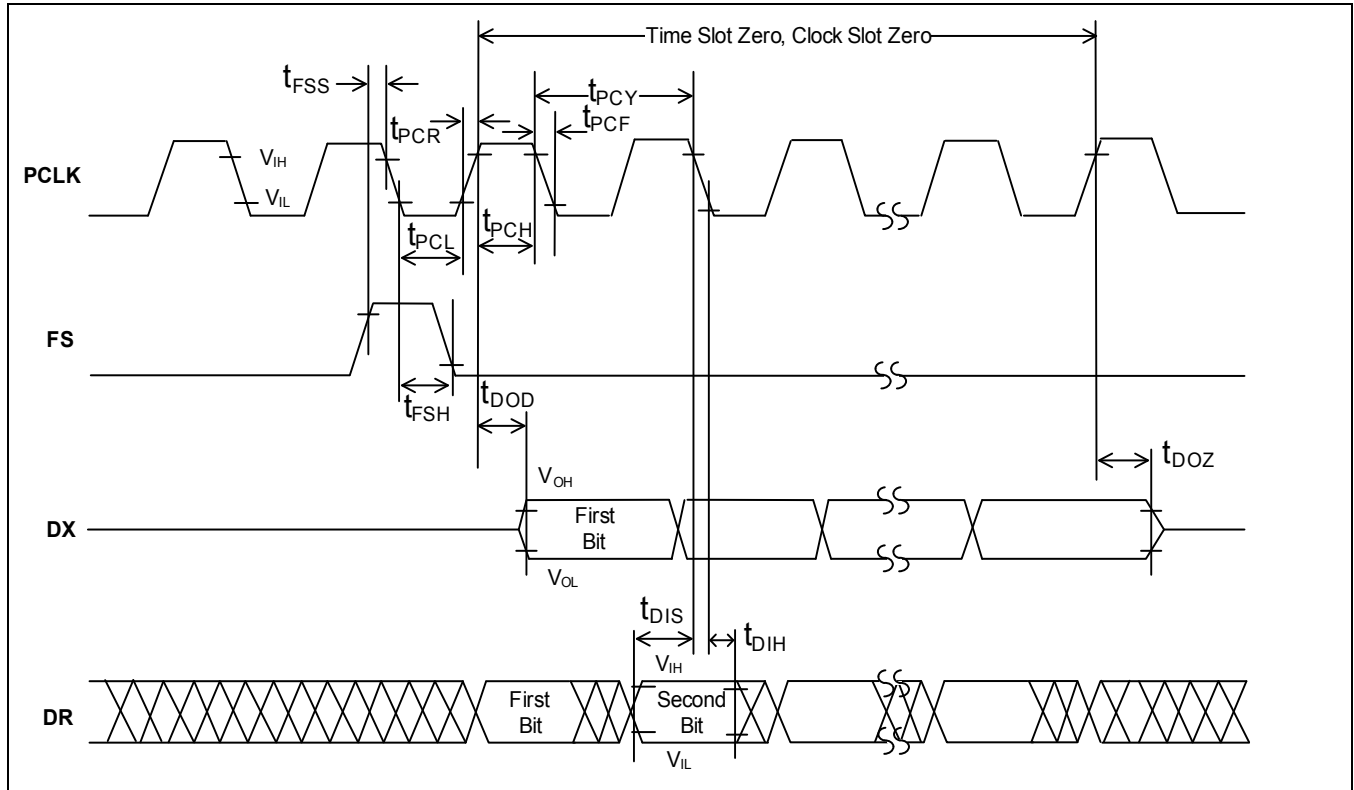 Time Slot Zero, Clock Slot Zero
tFSS
tPCY
tPCR
tPCF
VIH
PCLK
VIL
tPCL
tPCH
FS
tFSH
tDOD
tDOZ
VOH
DX
First
Bit
VOL
tDIS
tDIH
VIH
DR
First
Bit
Second
Bit
VIL